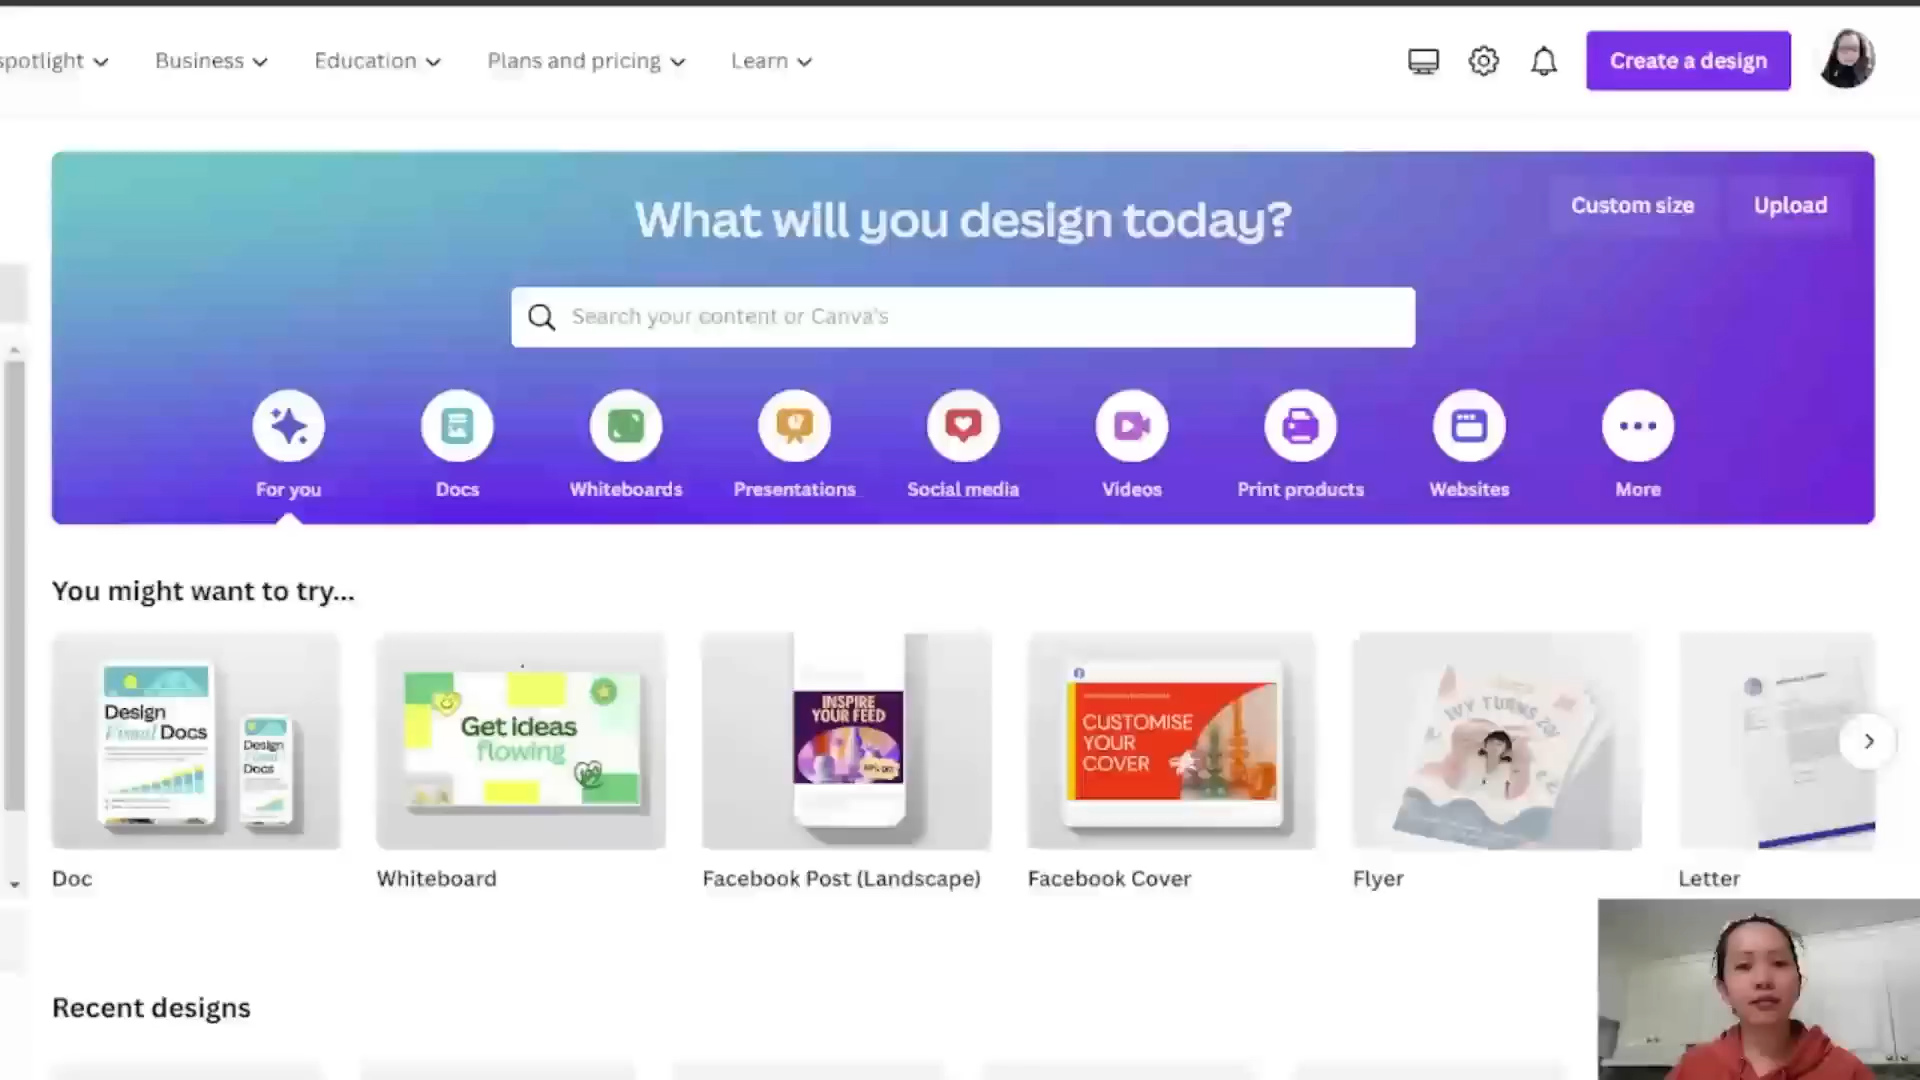 spotlight
Business
Education
Plans and pricing
Learn
Create a design
What will you design today?
Custom size
Upload
Search your content or Canva's
For you
Docs
Whiteboards
Presentations
Social media
Videos
Print products
Websites
More
You might want to try...
Design
Visual Docs
Design
Docs
Get ideas
flowing
INSPIRE
YOUR FEED
CUSTOMISE
YOUR
COVER
IVY TURNS
Doc
Whiteboard
Facebook Post (Landscape)
Facebook Cover
Flyer
Letter
Recent designs